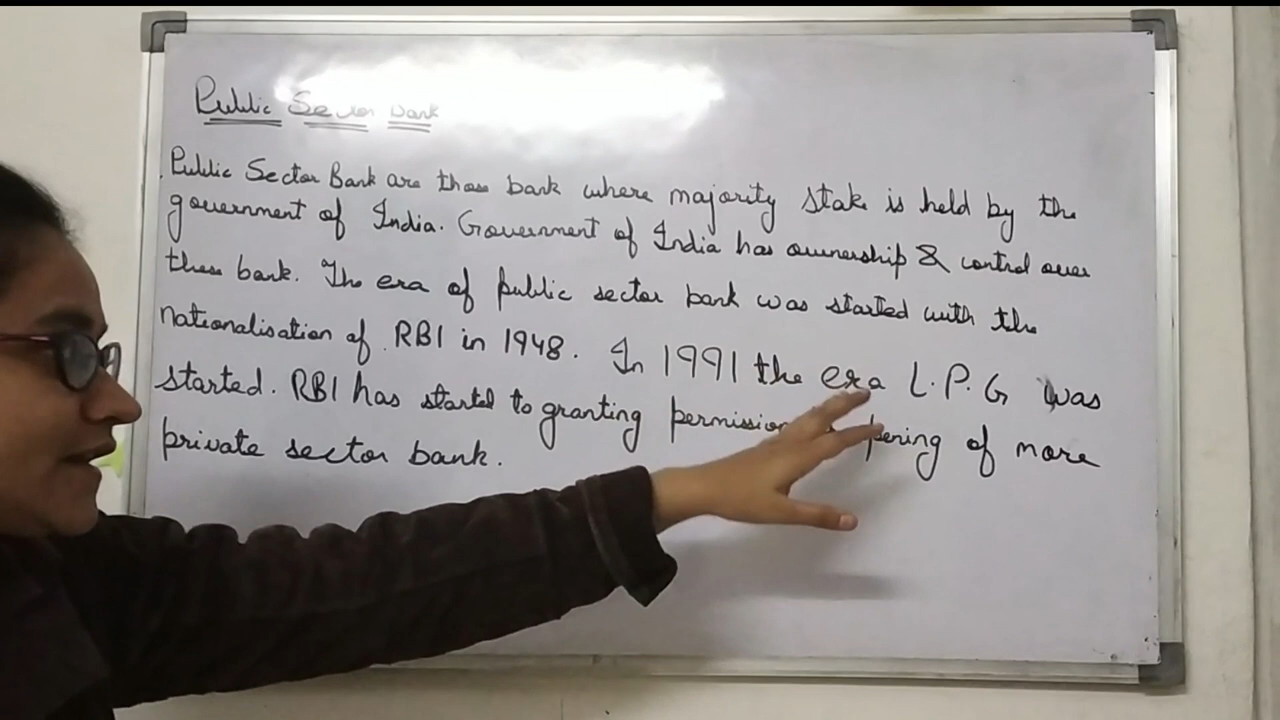 Public Sector Bank
Public Sector Bank are those bank where majority stake is held by the
government of India. Government of India has ownership & control over
these bank. The era of public sector bank was started with the
nationalisation of RBI in 1948. In 1991 the era L.P.G was
started. RBI has started to granting permission pening of more
private sector bank.